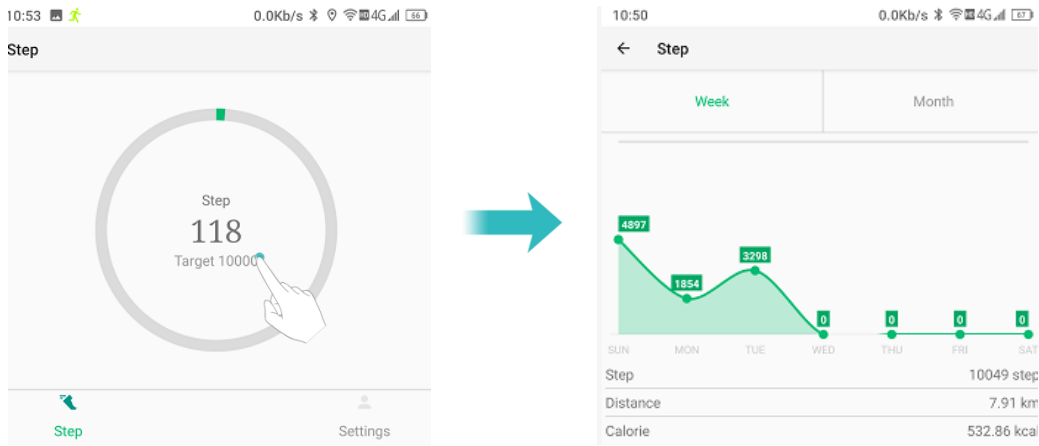 10:53 0.0Kb/s 4G 66
Step
Step
118
Target 10000
Step Settings
10:50 0.0Kb/s 4G 67
Step
Week Month
4897
1854
3298
0 0 0 0
SUN MON TUE WED THU FRI SAT
Step 10049 step
Distance 7.91 km
Calorie 532.86 kcal